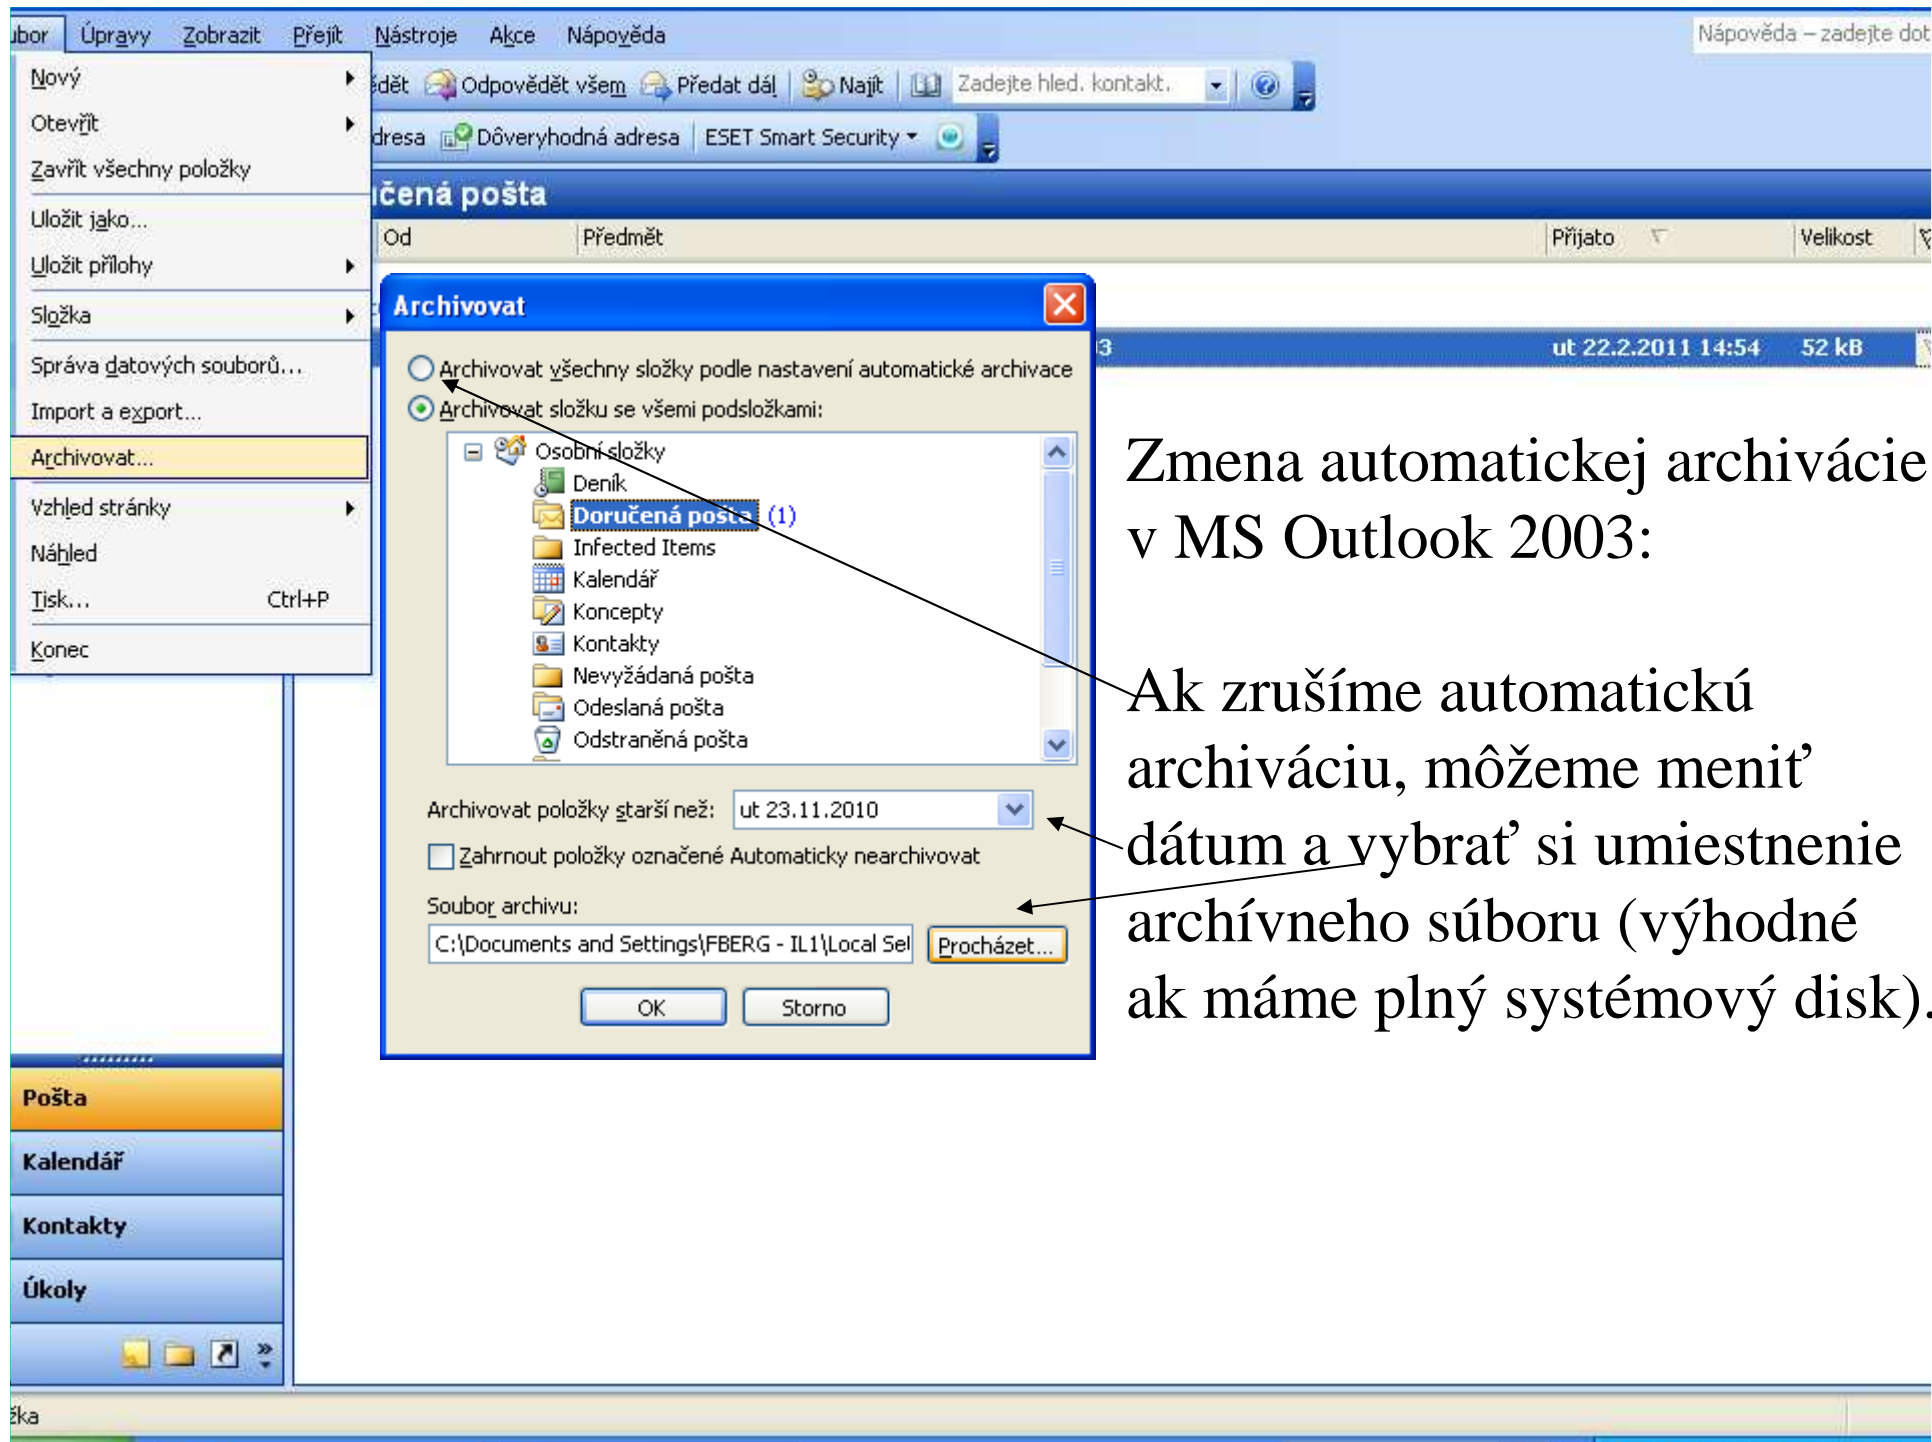 Úpravy Zobrazit Přejít Nástroje Akce Nápověda Nápověda – zadejte
Nový
Odpovědět všem Předat dál Najít Zadejte hled. kontakt.
Otevřít
Dôveryhodná adresa ESET Smart Security
Zavřít všechny položky
Uložit jako...
Uložit přílohy
Složka
Správa datových souborů...
Import a export...
Archivovat...
Vzhled stránky
Náhled
Tisk... Ctrl+P
Konec
pošta
Od Předmět Přijato Velikost
ut 22.2.2011 14:54 52 kB
Archivovat
Archivovat všechny složky podle nastavení automatické archivace
Archivovat složku se všemi podsložkami:
Osobní složky
Deník
Doručená pošta (1)
Infected Items
Kalendář
Koncepty
Kontakty
Nevyžádaná pošta
Odeslaná pošta
Odstraněná pošta
Archivovat položky starší než: ut 23.11.2010
Zahrnout položky označené Automaticky nearchivovat
Soubor archivu:
C:\Documents and Settings\FBERG - IL1\Local Procházet...
OK Storno
Zmena automatickej archivácie
v MS Outlook 2003:
Ak zrušíme automatickú
archiváciu, môžeme meniť
dátum a vybrať si umiestnenie
archívneho súboru (výhodné
ak máme plný systémový disk).
Pošta
Kalendář
Kontakty
Úkoly